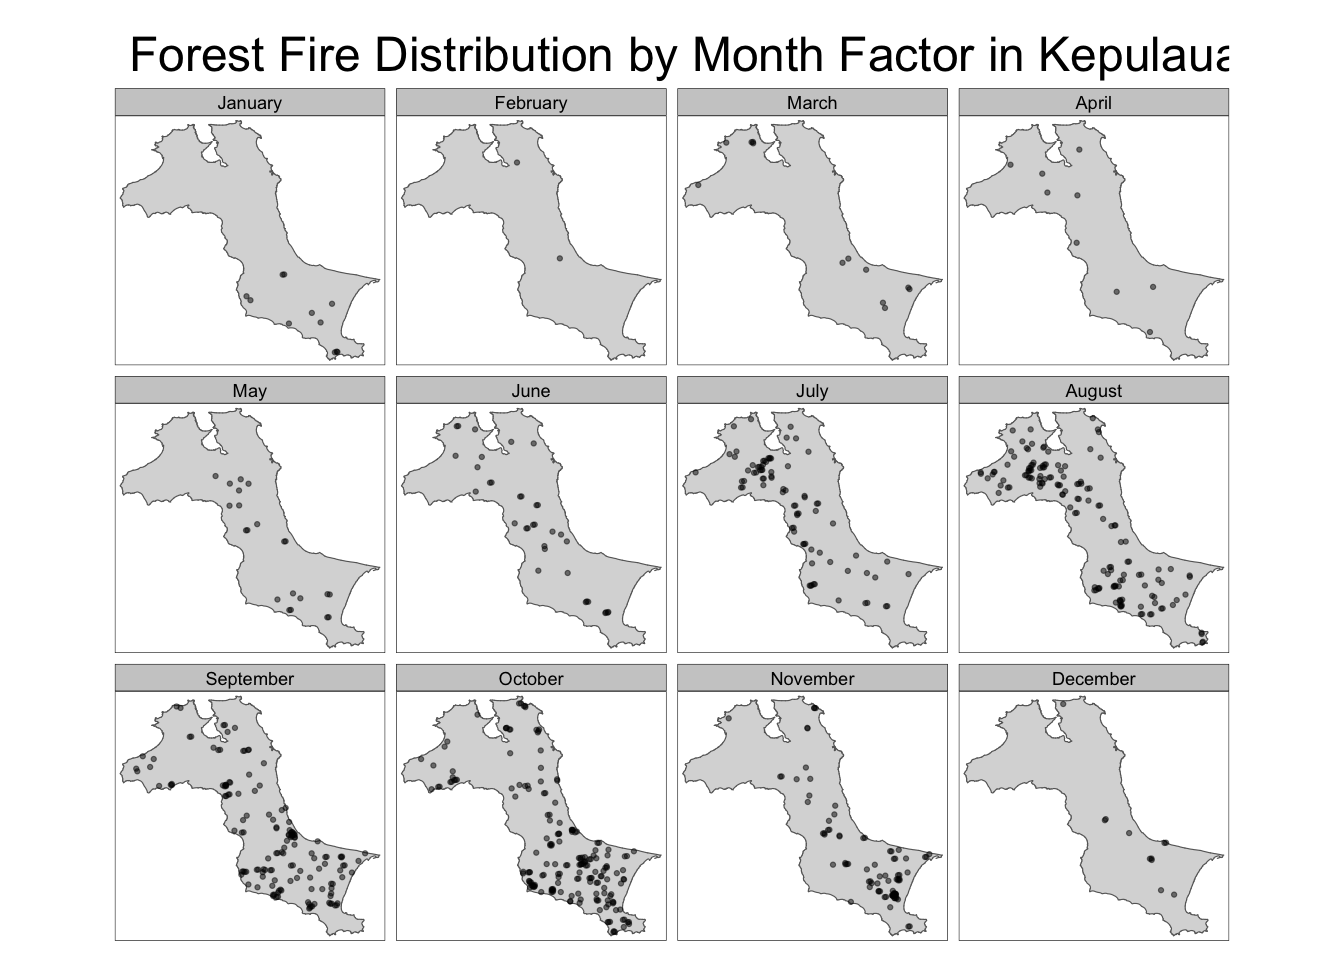 Forest Fire Distribution by Month Factor in Kepulaua
January
February
March
April
May
June
July
August
September
October
November
December